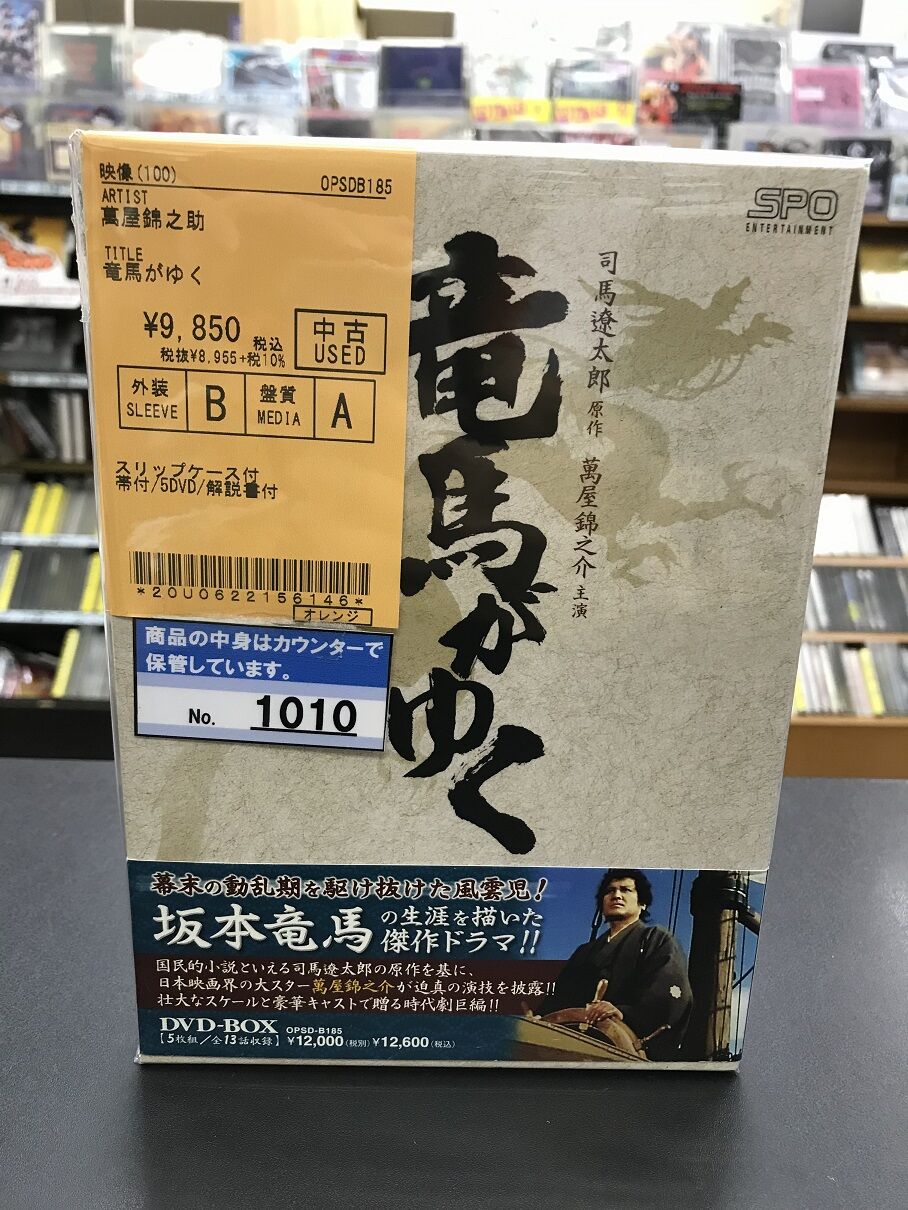 映像(100)
OPSDB185
ARTIST
萬屋錦之助
TITLE
竜馬がゆく
¥9,850 税込
税抜¥8,955+税10%
中古
USED
外装
SLEEVE
B
盤質
MEDIA
A
スリップケース付
帯付/5DVD/解説書付
*20U0622156146*
オレンジ
商品の中身はカウンターで
保管しています。
No. 1010
SPO
ENTERTAINMENT
司馬遼太郎 原作
萬屋錦之介 主演
竜馬がゆく
幕末の動乱期を駆け抜けた風雲児!
坂本竜馬の生涯を描いた
傑作ドラマ!!
国民的小説といえる司馬遼太郎の原作を基に、
日本映画界の大スター萬屋錦之介が迫真の演技を披露!!
壮大なスケールと豪華キャストで贈る時代劇巨編!!
DVD-BOX OPSD-B185
【5枚組/全13話収録】 ¥12,000(税別) ¥12,600(税込)